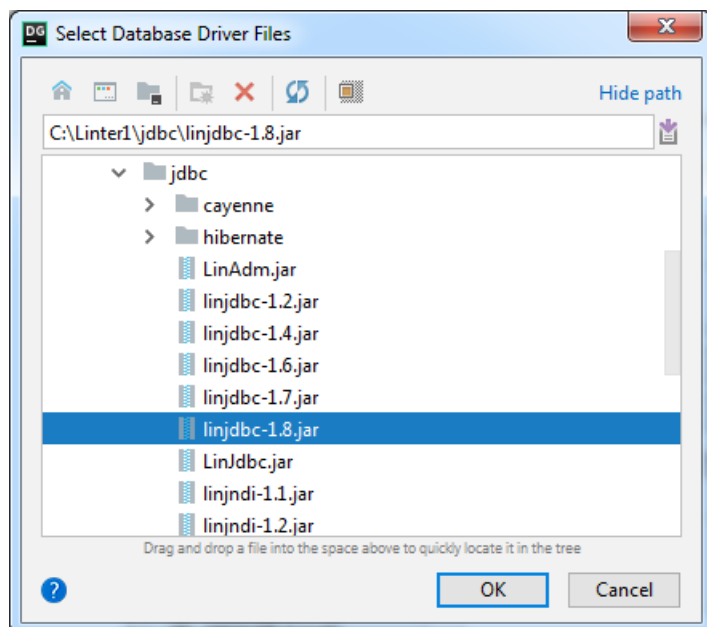 DG Select Database Driver Files
Hide path
C:\Linter1\jdbc\linjdbc-1.8.jar
jdbc
cayenne
hibernate
LinAdm.jar
linjdbc-1.2.jar
linjdbc-1.4.jar
linjdbc-1.6.jar
linjdbc-1.7.jar
linjdbc-1.8.jar
LinJdbc.jar
linjndi-1.1.jar
linjndi-1.2.jar
Drag and drop a file into the space above to quickly locate it in the tree
? OK Cancel